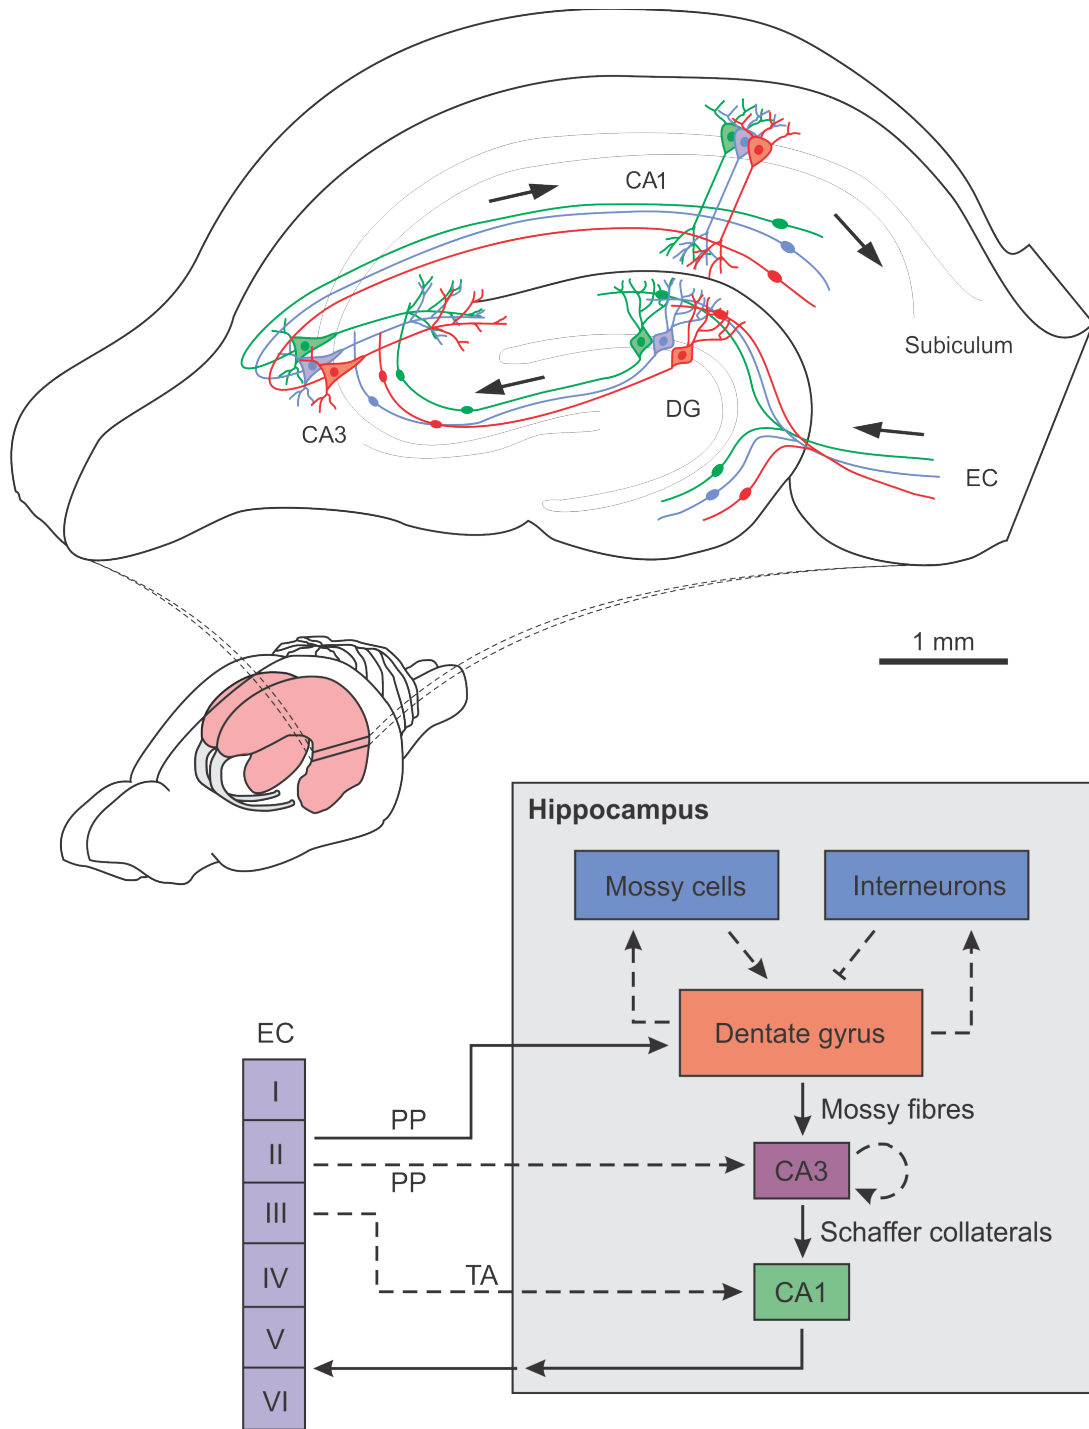 CA1
Subiculum
DG
CA3
EC
1 mm
Hippocampus
Mossy cells
Interneurons
Dentate gyrus
EC
I
PP
Mossy fibres
II
CA3
PP
III
Schaffer collaterals
IV
TA
CA1
V
VI